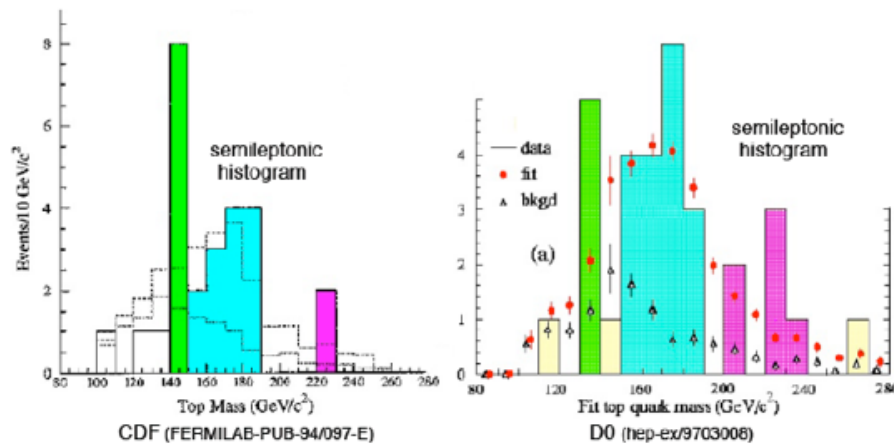 8
6
4
2
0
Events/10 GeV/c²
semileptonic
histogram
80 100 120 140 160 180 200 220 240 260 280
Top Mass (GeV/c²)
CDF (FERMILAB-PUB-94/097-E)
4
3
2
1
0
data
fit
bkgd
(a)
semileptonic
histogram
80 120 160 200 240 280
Fit top quark mass (GeV/c²)
D0 (hep-ex/9703008)